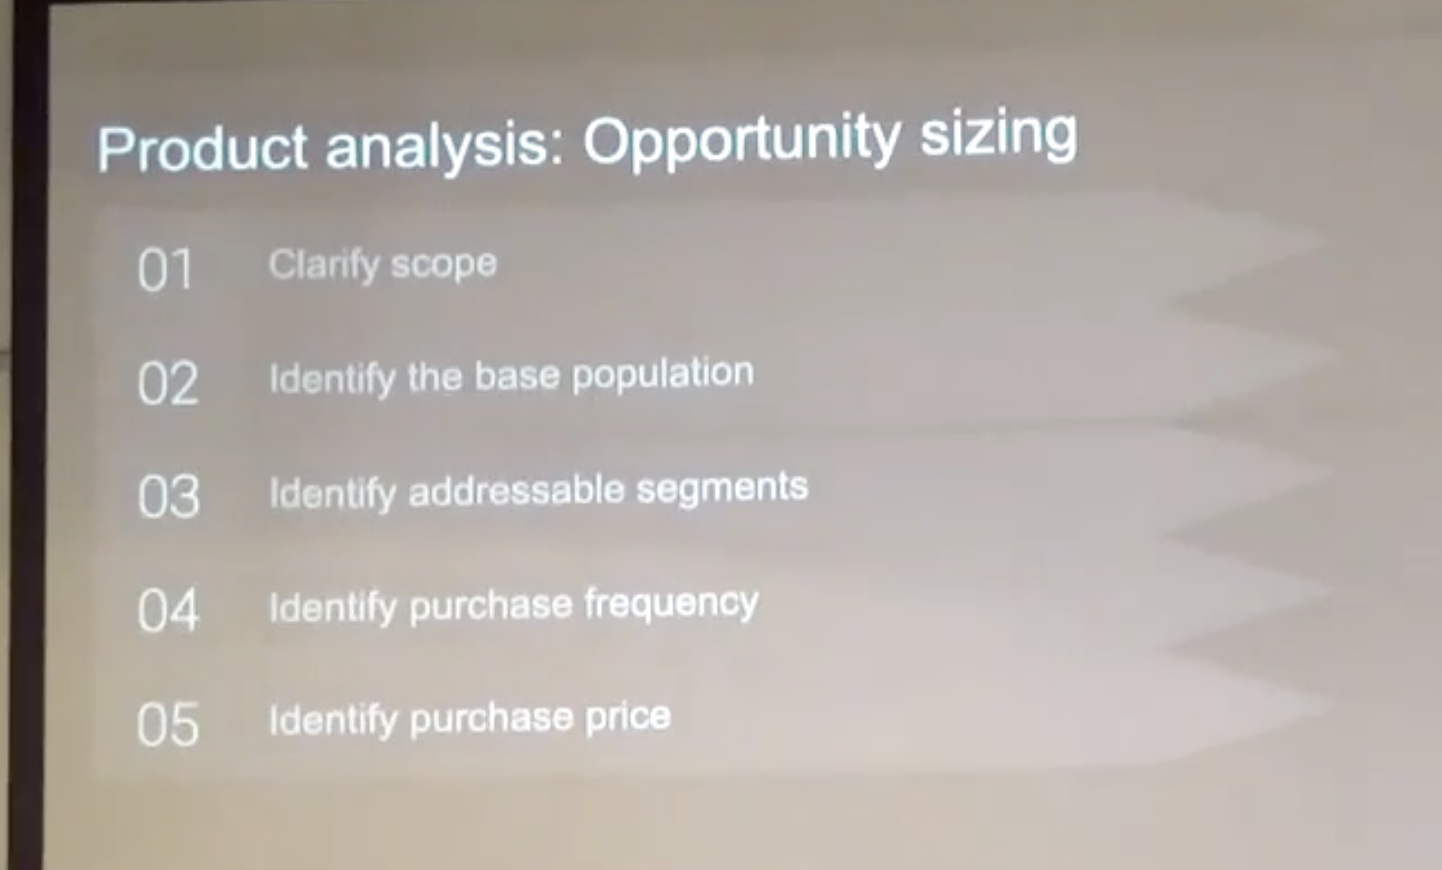 Product analysis: Opportunity sizing
01 Clarify scope
02 Identify the base population
03 Identify addressable segments
04 Identify purchase frequency
05 Identify purchase price